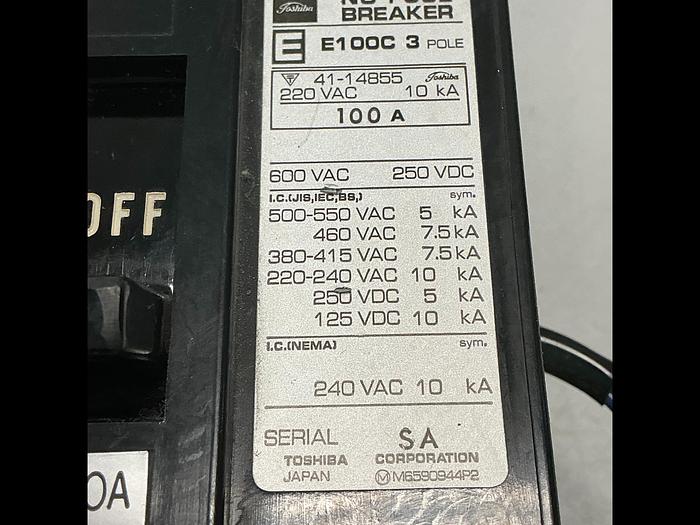 Toshiba NO FUSE
BREAKER
E E100C 3 POLE
41-14855 Toshiba
220 VAC 10 kA
100 A
600 VAC 250 VDC
I.C.(JIS,IEC,BS,) sym.
500-550 VAC 5 kA
460 VAC 7.5 kA
380-415 VAC 7.5 kA
220-240 VAC 10 kA
250 VDC 5 kA
125 VDC 10 kA
I.C.(NEMA) sym.
240 VAC 10 kA
SERIAL SA
TOSHIBA CORPORATION
JAPAN M M6590944P2
OFF
0A